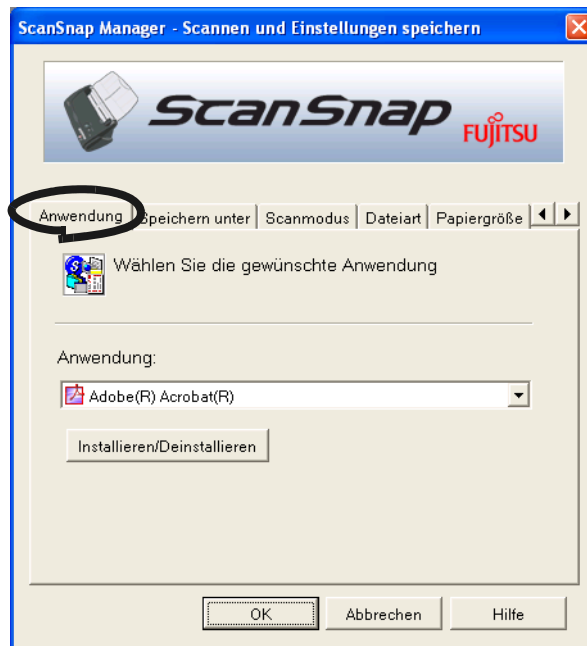 ScanSnap Manager - Scannen und Einstellungen speichern
ScanSnap
FUJITSU
Anwendung Speichern unter Scanmodus Dateiart Papiergröße
Wählen Sie die gewünschte Anwendung
Anwendung:
Adobe(R) Acrobat(R)
Installieren/Deinstallieren
OK Abbrechen Hilfe